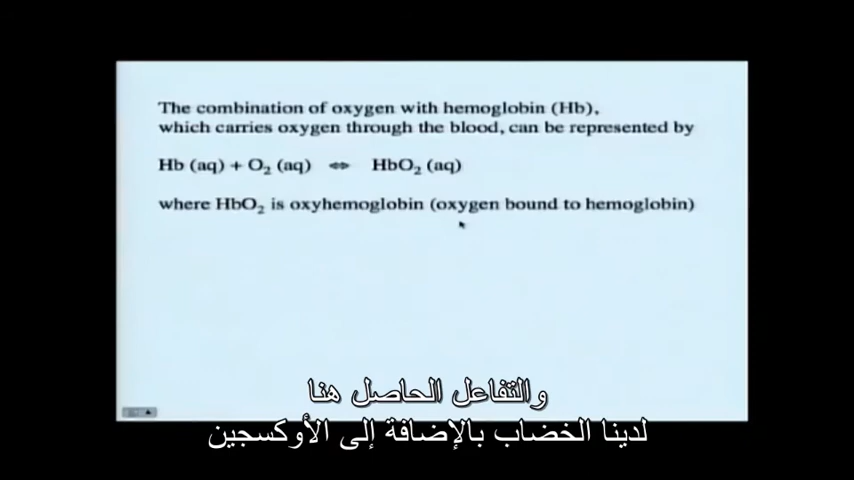 The combination of oxygen with hemoglobin (Hb),
which carries oxygen through the blood, can be represented by
Hb (aq) + O₂ (aq) ⇔ HbO₂ (aq)
where HbO₂ is oxyhemoglobin (oxygen bound to hemoglobin)
والتفاعل الحاصل هنا
لدينا الخضاب بالإضافة إلى الأوكسجين